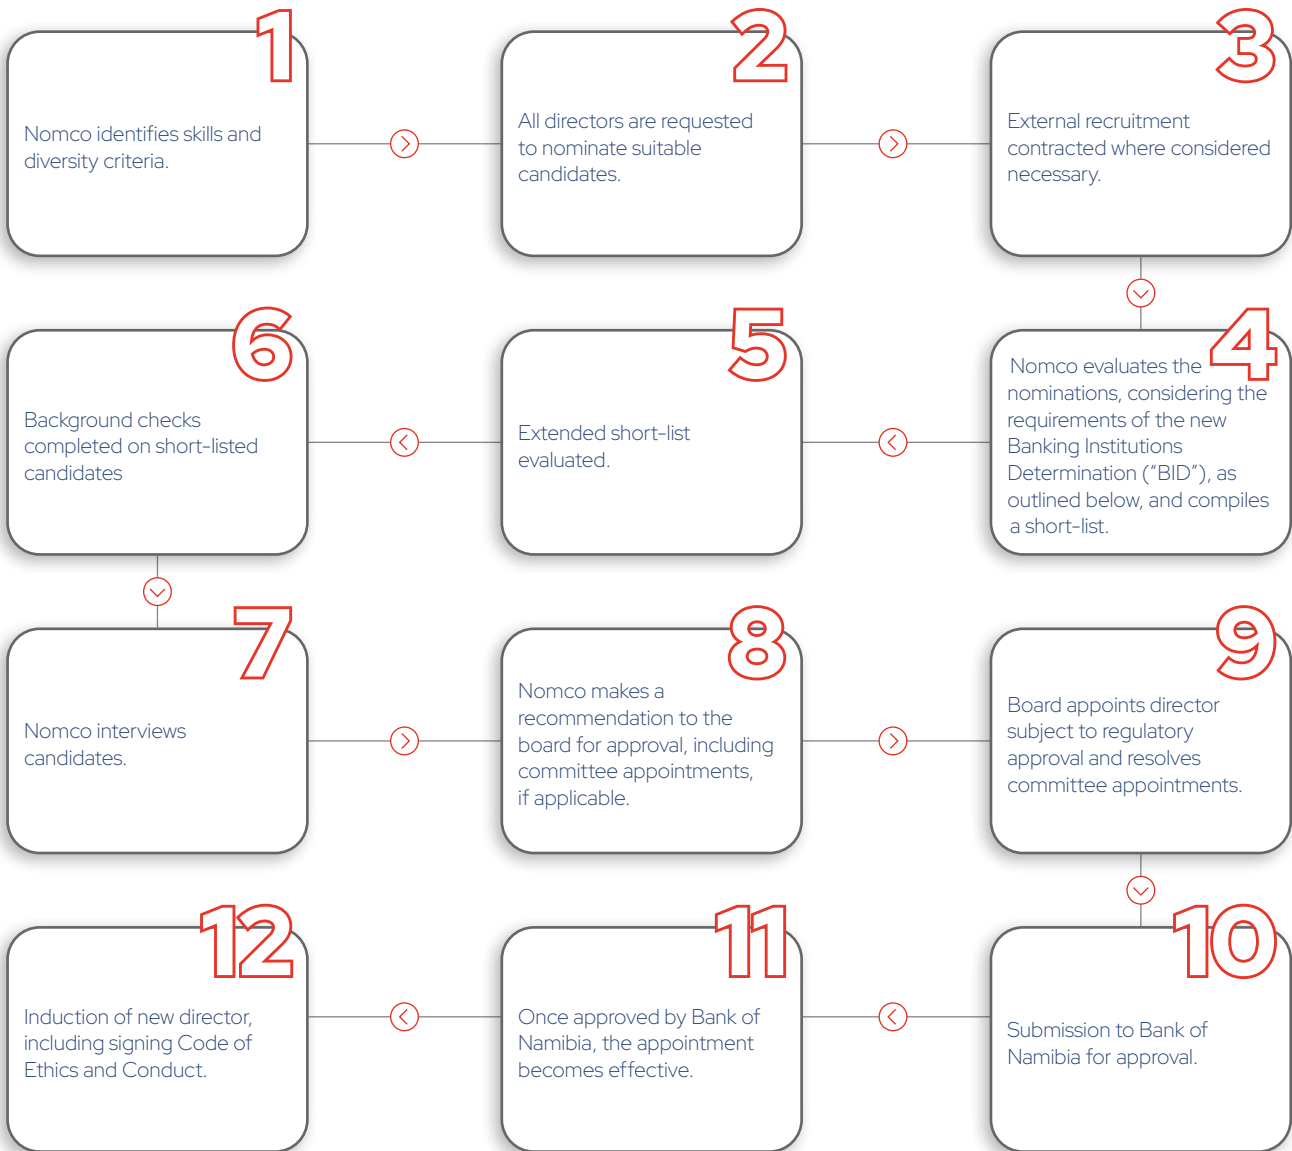 1
Nomco identifies skills and
diversity criteria.
2
All directors are requested
to nominate suitable
candidates.
3
External recruitment
contracted where considered
necessary.
4
Nomco evaluates the
nominations, considering the
requirements of the new
Banking Institutions
Determination (“BID”), as
outlined below, and compiles
a short-list.
5
Extended short-list
evaluated.
6
Background checks
completed on short-listed
candidates
7
Nomco interviews
candidates.
8
Nomco makes a
recommendation to the
board for approval, including
committee appointments,
if applicable.
9
Board appoints director
subject to regulatory
approval and resolves
committee appointments.
10
Submission to Bank of
Namibia for approval.
11
Once approved by Bank of
Namibia, the appointment
becomes effective.
12
Induction of new director,
including signing Code of
Ethics and Conduct.